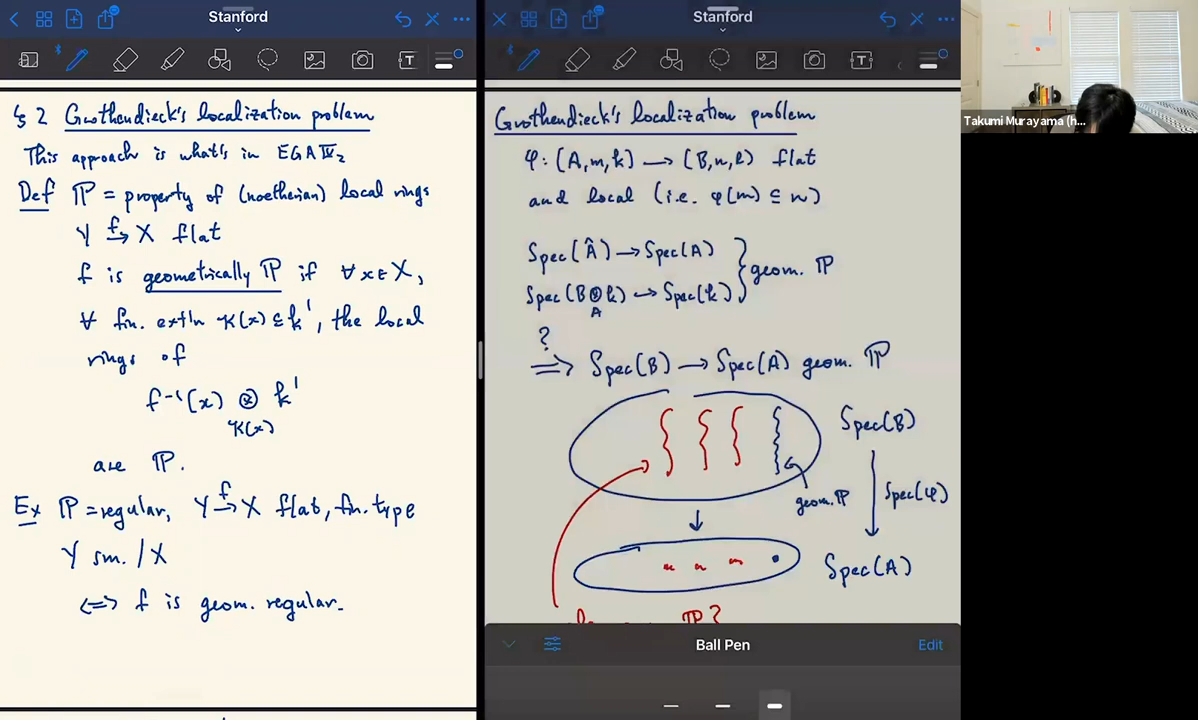 Stanford
§2 Grothendieck's localization problem
This approach is what's in EGA IV₂
Def ℙ = property of (noetherian) local rings
Y →f X flat
f is geometrically ℙ if ∀ x ∈ X,
∀ fin. ext'n κ(x) ⊆ k', the local
rings of
f⁻¹(x) ⊗ k'
κ(x)
are ℙ.
Ex ℙ = regular, Y →f X flat, fin. type
Y sm. / X
⟺ f is geom. regular.
Stanford
Grothendieck's localization problem
φ: (A, m, k) → (B, n, l) flat
and local (i.e. φ(m) ⊆ n)
Spec(Â) → Spec(A)
Spec(B ⊗ k) → Spec(k)
A
} geom. ℙ
?
⟹ Spec(B) → Spec(A) geom. ℙ
Spec(B)
geom. ℙ
Spec(φ)
Spec(A)
ℙ?
Ball Pen
Edit
Takumi Murayama (h...